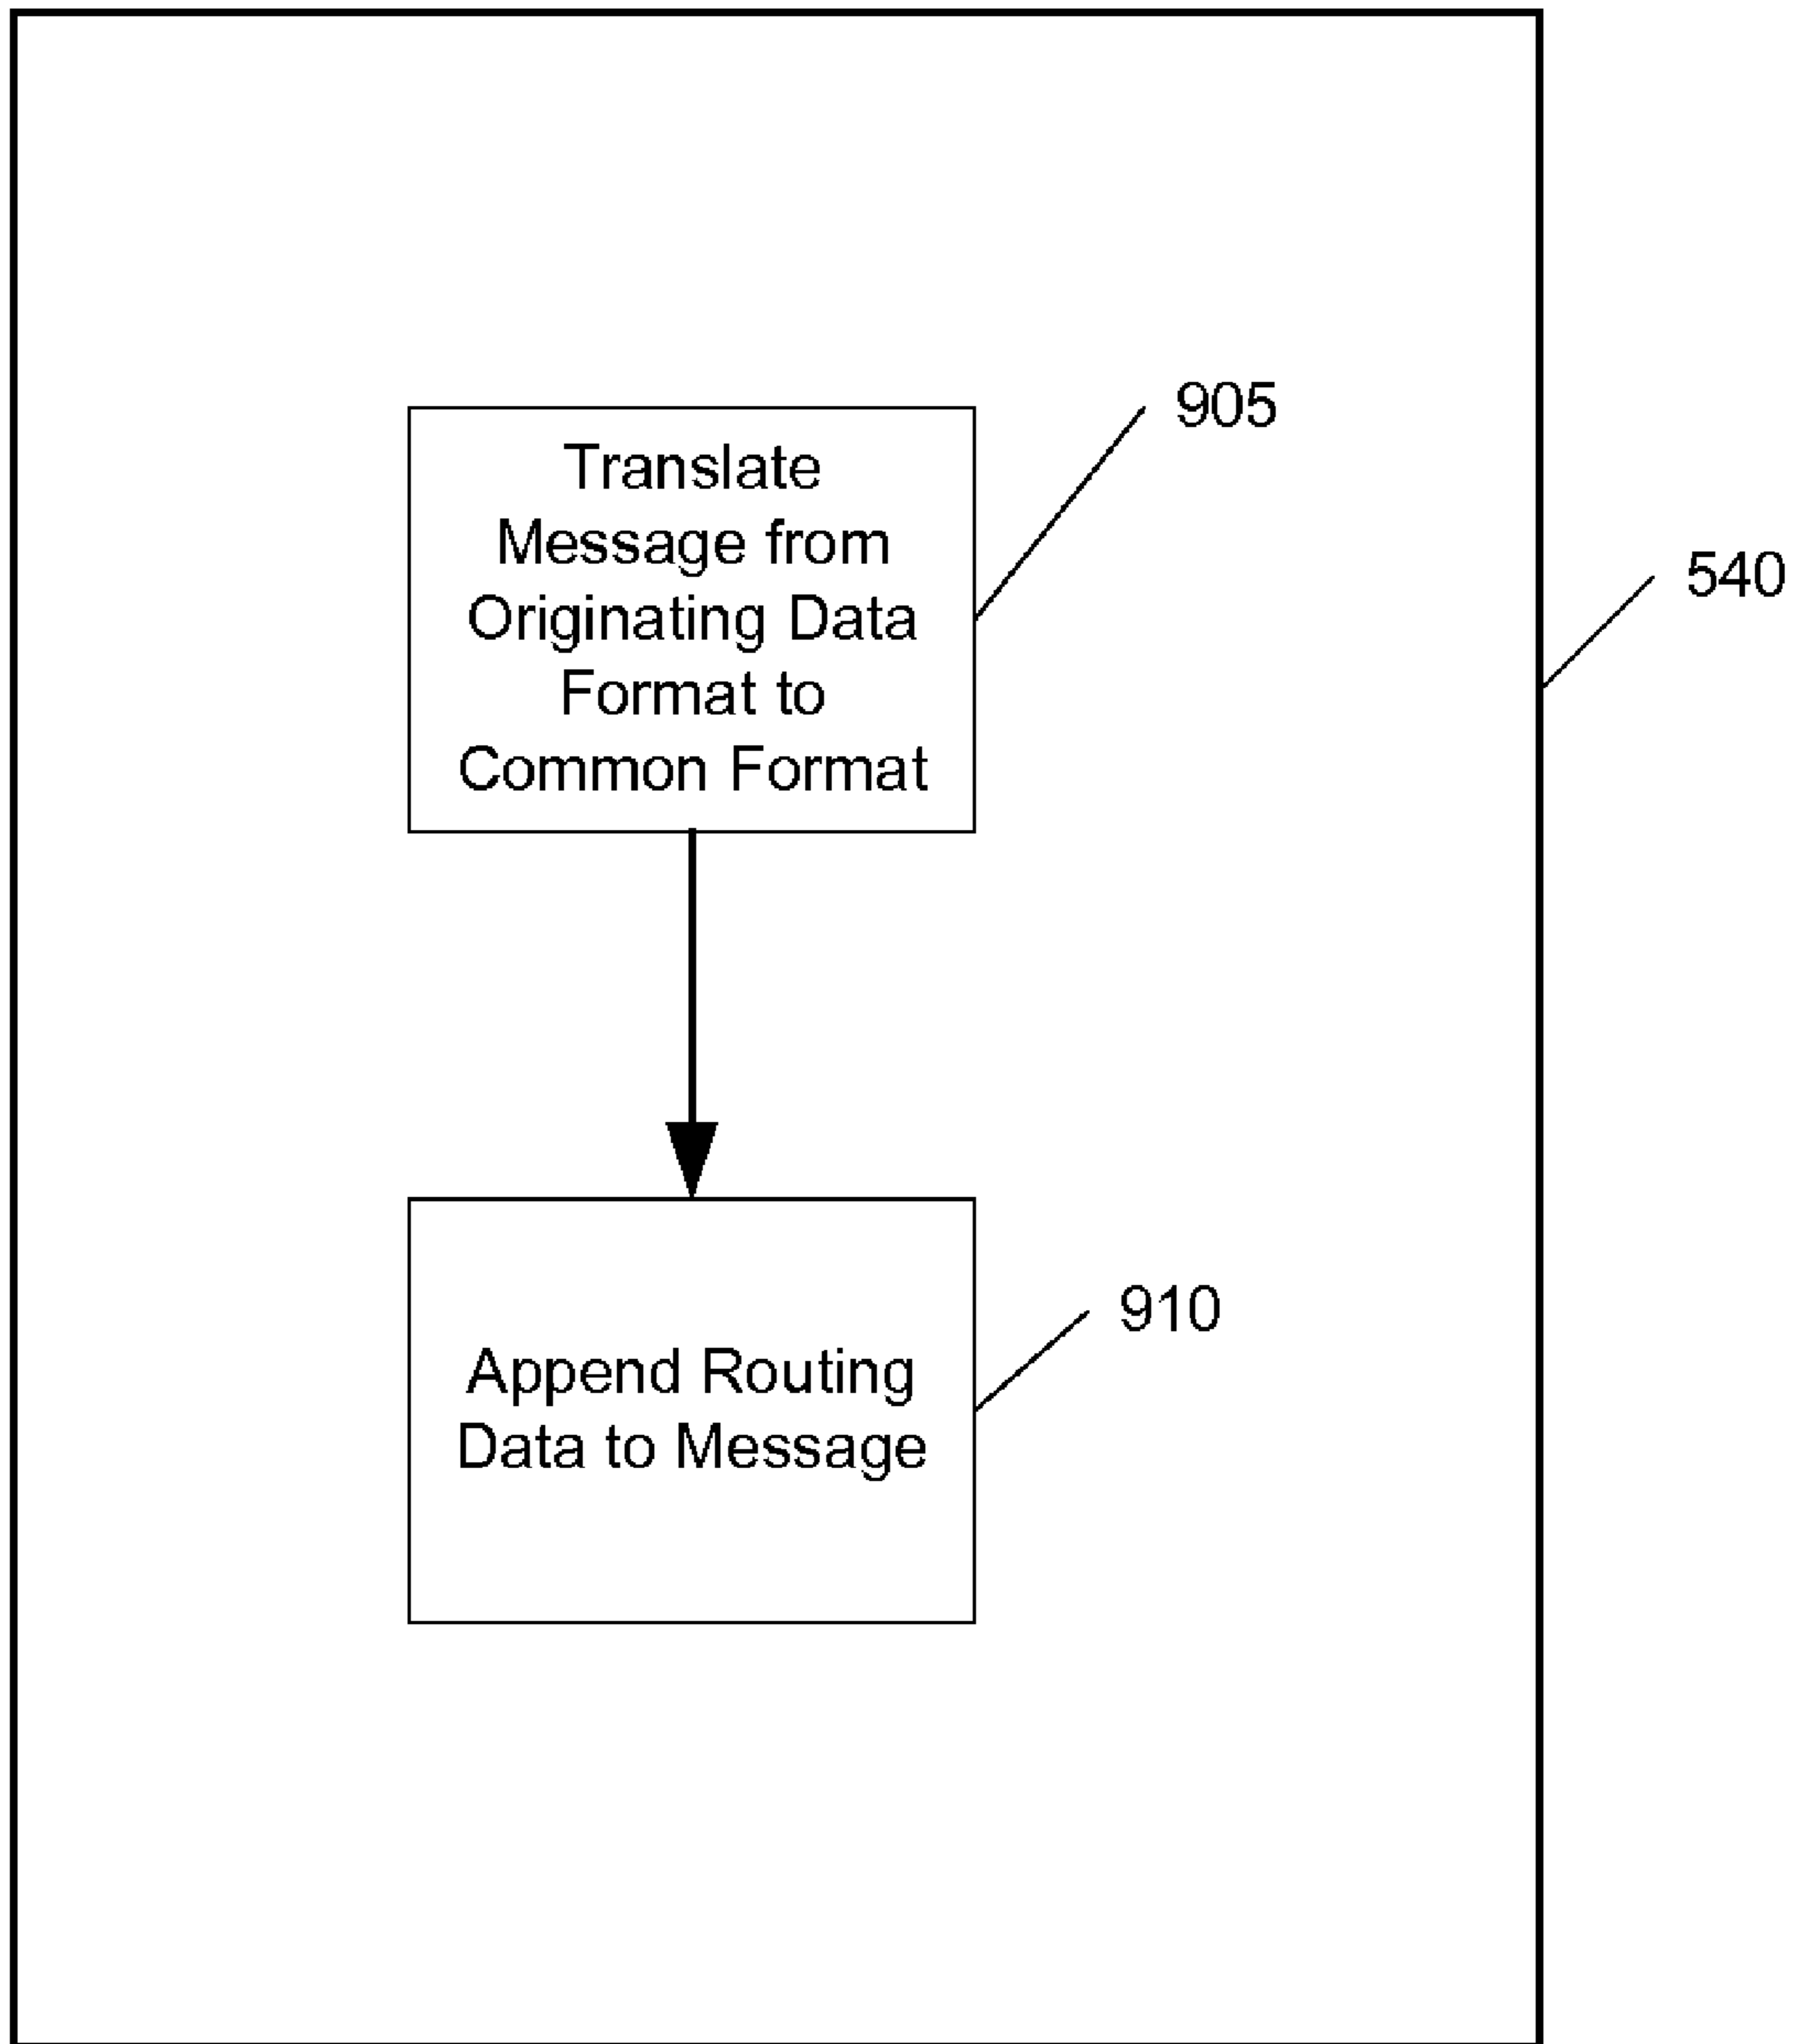 905
Translate
Message from
Originating Data
Format to
Common Format
540
910
Append Routing
Data to Message